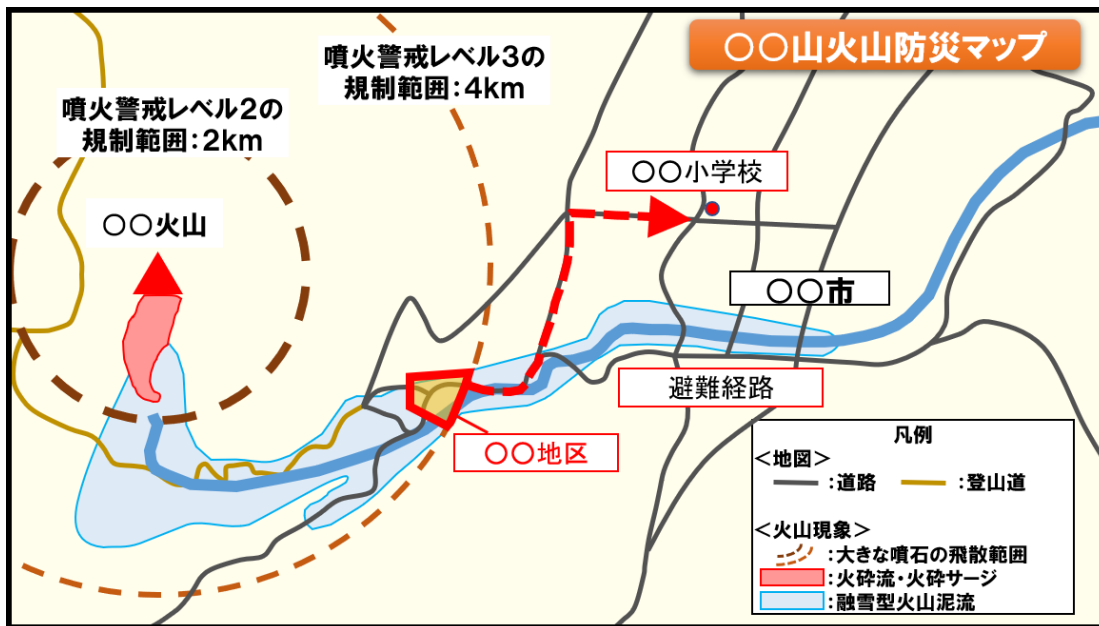 〇〇山火山防災マップ
噴火警戒レベル3の
規制範囲:4km
噴火警戒レベル2の
規制範囲:2km
〇〇火山
〇〇小学校
〇〇市
避難経路
〇〇地区
凡例
<地図>
:道路 :登山道
<火山現象>
:大きな噴石の飛散範囲
:火砕流・火砕サージ
:融雪型火山泥流